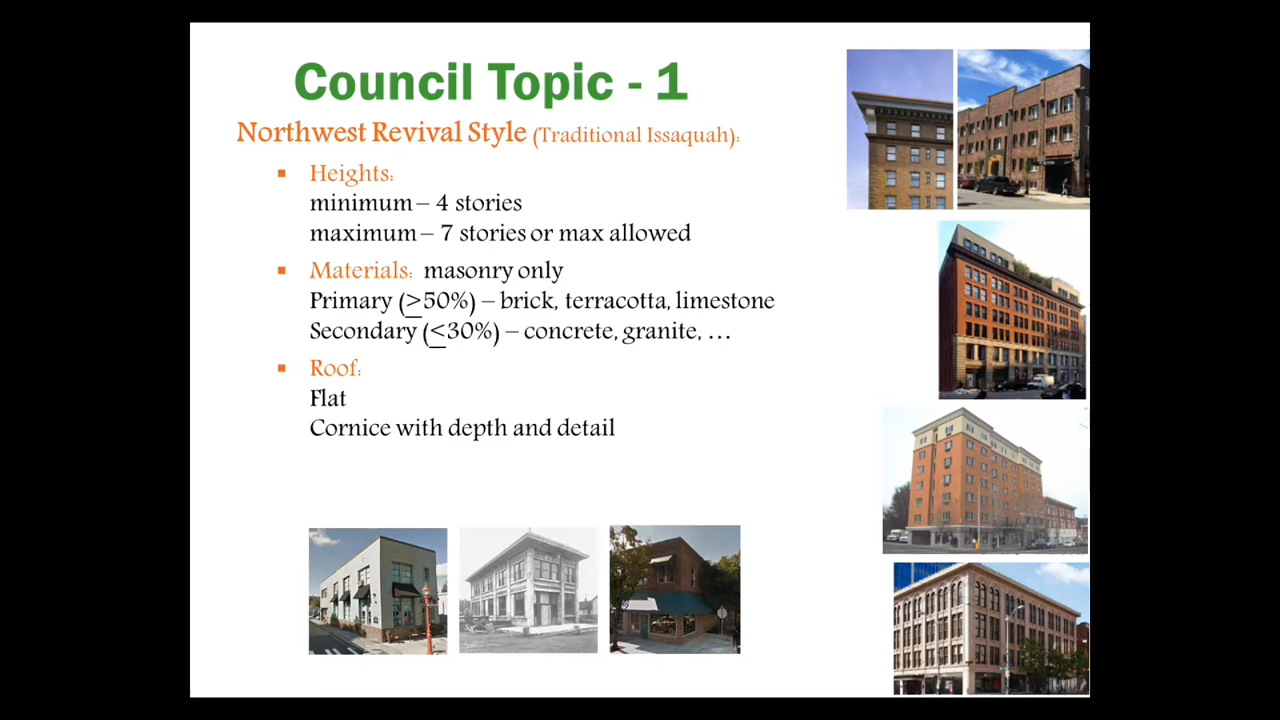 Council Topic - 1
Northwest Revival Style (Traditional Issaquah):
▪ Heights:
minimum – 4 stories
maximum – 7 stories or max allowed
▪ Materials: masonry only
Primary (≥50%) – brick, terracotta, limestone
Secondary (≤30%) – concrete, granite, …
▪ Roof:
Flat
Cornice with depth and detail